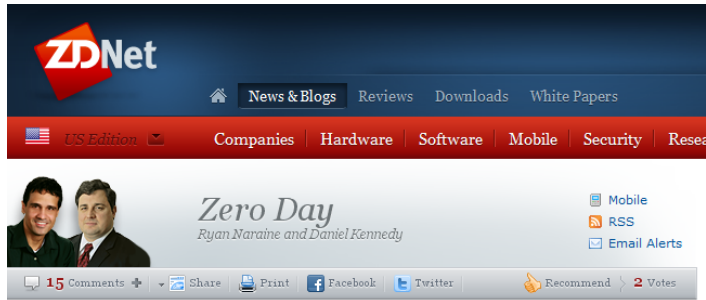 ZDNet
News & Blogs Reviews Downloads White Papers
US Edition Companies Hardware Software Mobile Security Resea
Zero Day
Ryan Naraine and Daniel Kennedy
Mobile
RSS
Email Alerts
15 Comments Share Print Facebook Twitter Recommend 2 Votes